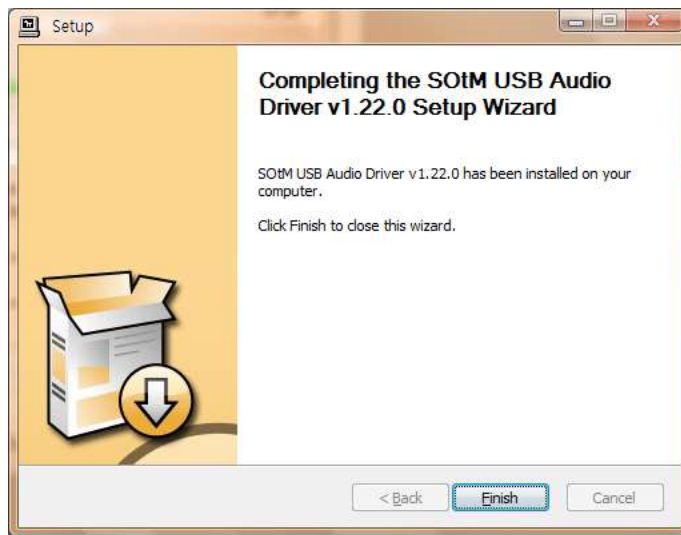 Setup
Completing the SOtM USB Audio
Driver v1.22.0 Setup Wizard
SOtM USB Audio Driver v1.22.0 has been installed on your
computer.
Click Finish to close this wizard.
< Back
Finish
Cancel